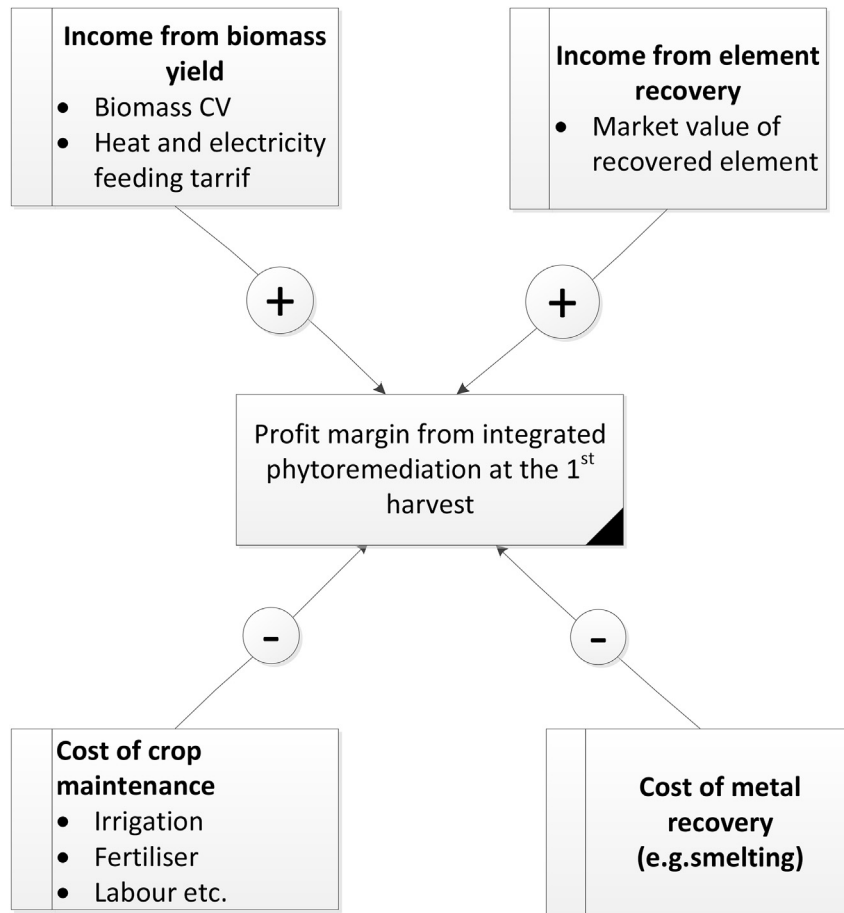 Income from biomass
yield
• Biomass CV
• Heat and electricity
feeding tarrif
Income from element
recovery
• Market value of
recovered element
+
+
Profit margin from integrated
phytoremediation at the 1st
harvest
-
-
Cost of crop
maintenance
• Irrigation
• Fertiliser
• Labour etc.
Cost of metal
recovery
(e.g.smelting)